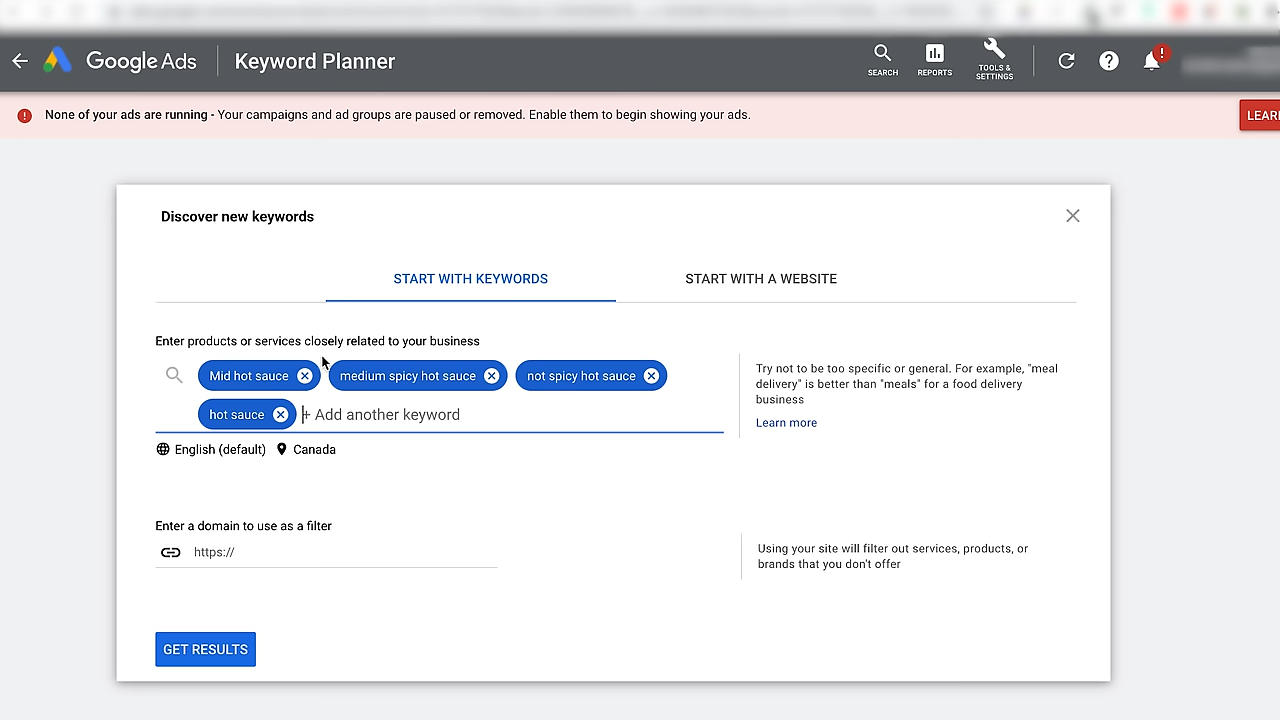 Google Ads Keyword Planner
SEARCH
REPORTS
TOOLS &
SETTINGS
None of your ads are running - Your campaigns and ad groups are paused or removed. Enable them to begin showing your ads.
Discover new keywords
START WITH KEYWORDS START WITH A WEBSITE
Enter products or services closely related to your business
Mid hot sauce medium spicy hot sauce not spicy hot sauce
hot sauce + Add another keyword
Try not to be too specific or general. For example, "meal
delivery" is better than "meals" for a food delivery
business
Learn more
English (default) Canada
Enter a domain to use as a filter
https://
Using your site will filter out services, products, or
brands that you don't offer
GET RESULTS